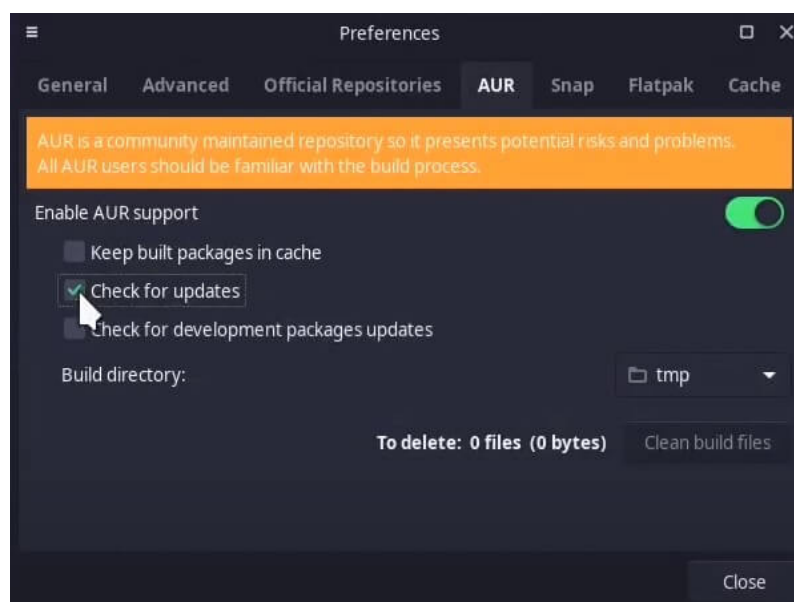 Preferences
General Advanced Official Repositories AUR Snap Flatpak Cache
AUR is a community maintained repository so it presents potential risks and problems.
All AUR users should be familiar with the build process.
Enable AUR support
Keep built packages in cache
Check for updates
Check for development packages updates
Build directory: tmp
To delete: 0 files (0 bytes) Clean build files
Close